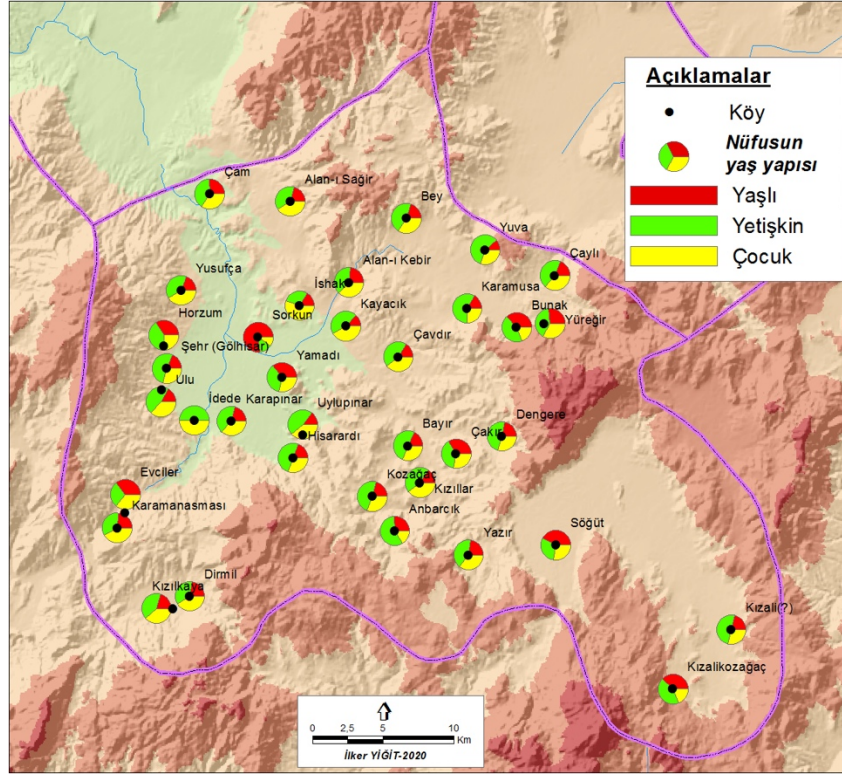 Açıklamalar
Köy
Nüfusun
yaş yapısı
Yaşlı
Yetişkin
Çocuk
Çam
Alan-ı Sağir
Bey
Yuva
Alan-ı Kebir
Çaylı
Yusufça
İshak
Karamusa
Horzum
Sorkun
Kayacık
Bunak
Yüreğir
Şehr (Gölhisar)
Çavdır
Yamadı
Ulu
İdede Karapınar
Uylupınar
Hisarardı
Bayır
Çakır
Dengere
Evciler
Kozağaç
Kızıllar
Karamanasması
Anbarcık
Yazır
Söğüt
Kızılkaya
Dirmil
Kızali(?)
Kızalikozağaç
0 2,5 5 10
Km
İlker YİĞİT-2020